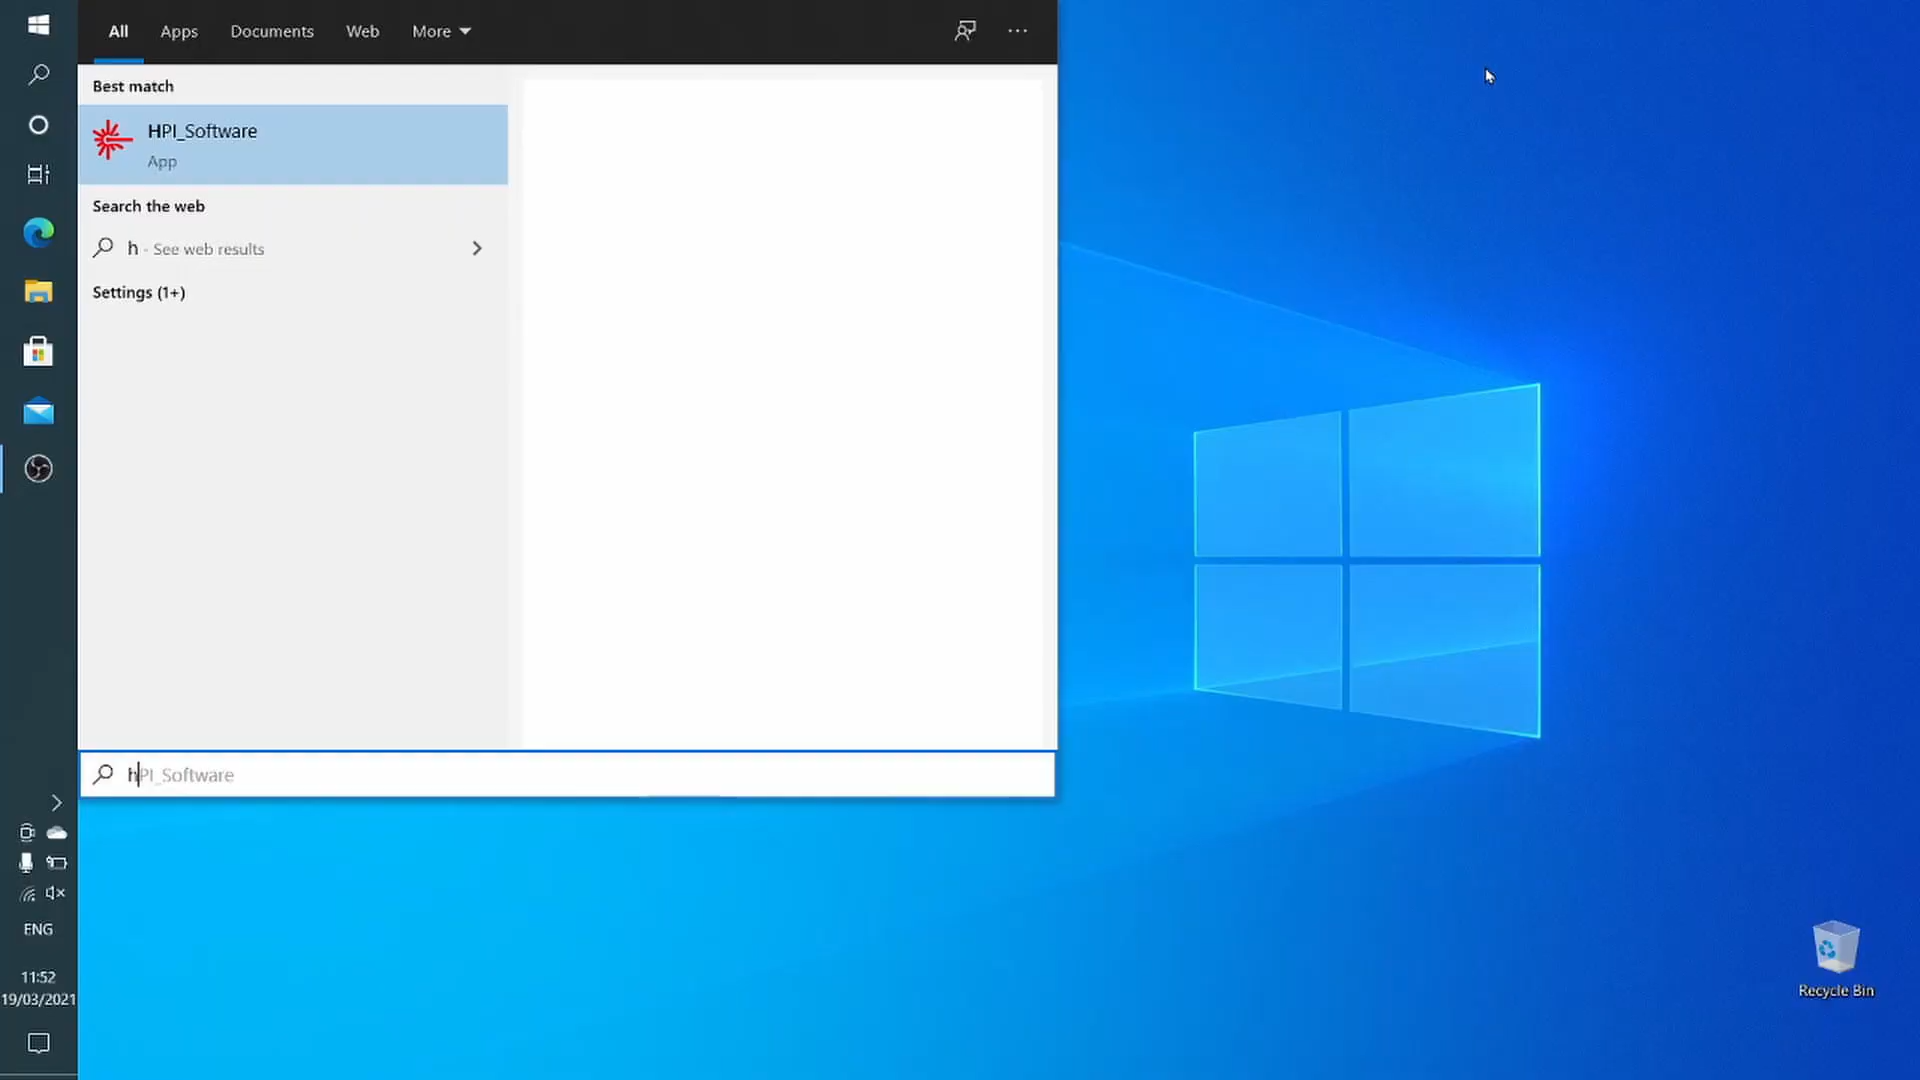 All Apps Documents Web More
Best match
HPI_Software
App
Search the web
h - See web results
Settings (1+)
hPI_Software
ENG
11:52
19/03/2021
Recycle Bin